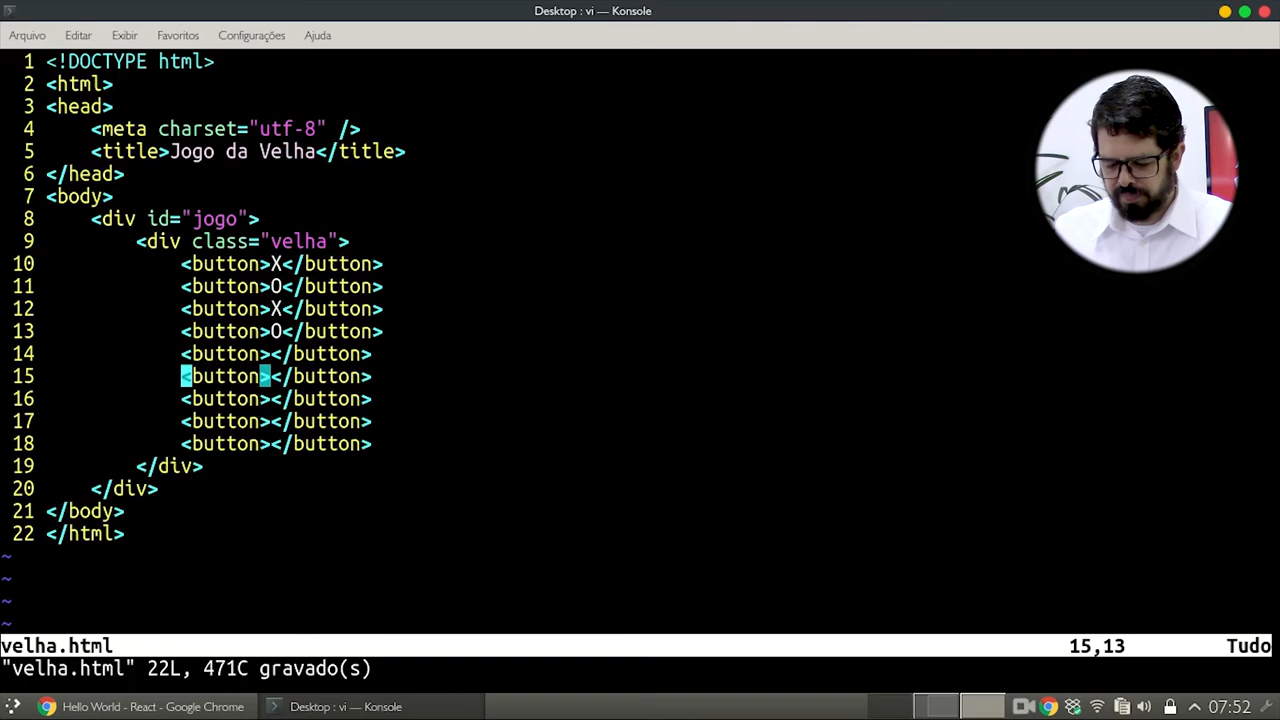 Desktop : vi — Konsole
Arquivo Editar Exibir Favoritos Configurações Ajuda
1 <!DOCTYPE html>
2 <html>
3 <head>
4 <meta charset="utf-8" />
5 <title>Jogo da Velha</title>
6 </head>
7 <body>
8 <div id="jogo">
9 <div class="velha">
10 <button>X</button>
11 <button>O</button>
12 <button>X</button>
13 <button>O</button>
14 <button></button>
15 <button></button>
16 <button></button>
17 <button></button>
18 <button></button>
19 </div>
20 </div>
21 </body>
22 </html>
~
~
~
~
velha.html 15,13 Tudo
"velha.html" 22L, 471C gravado(s)
Hello World - React - Google Chrome Desktop : vi — Konsole 07:52